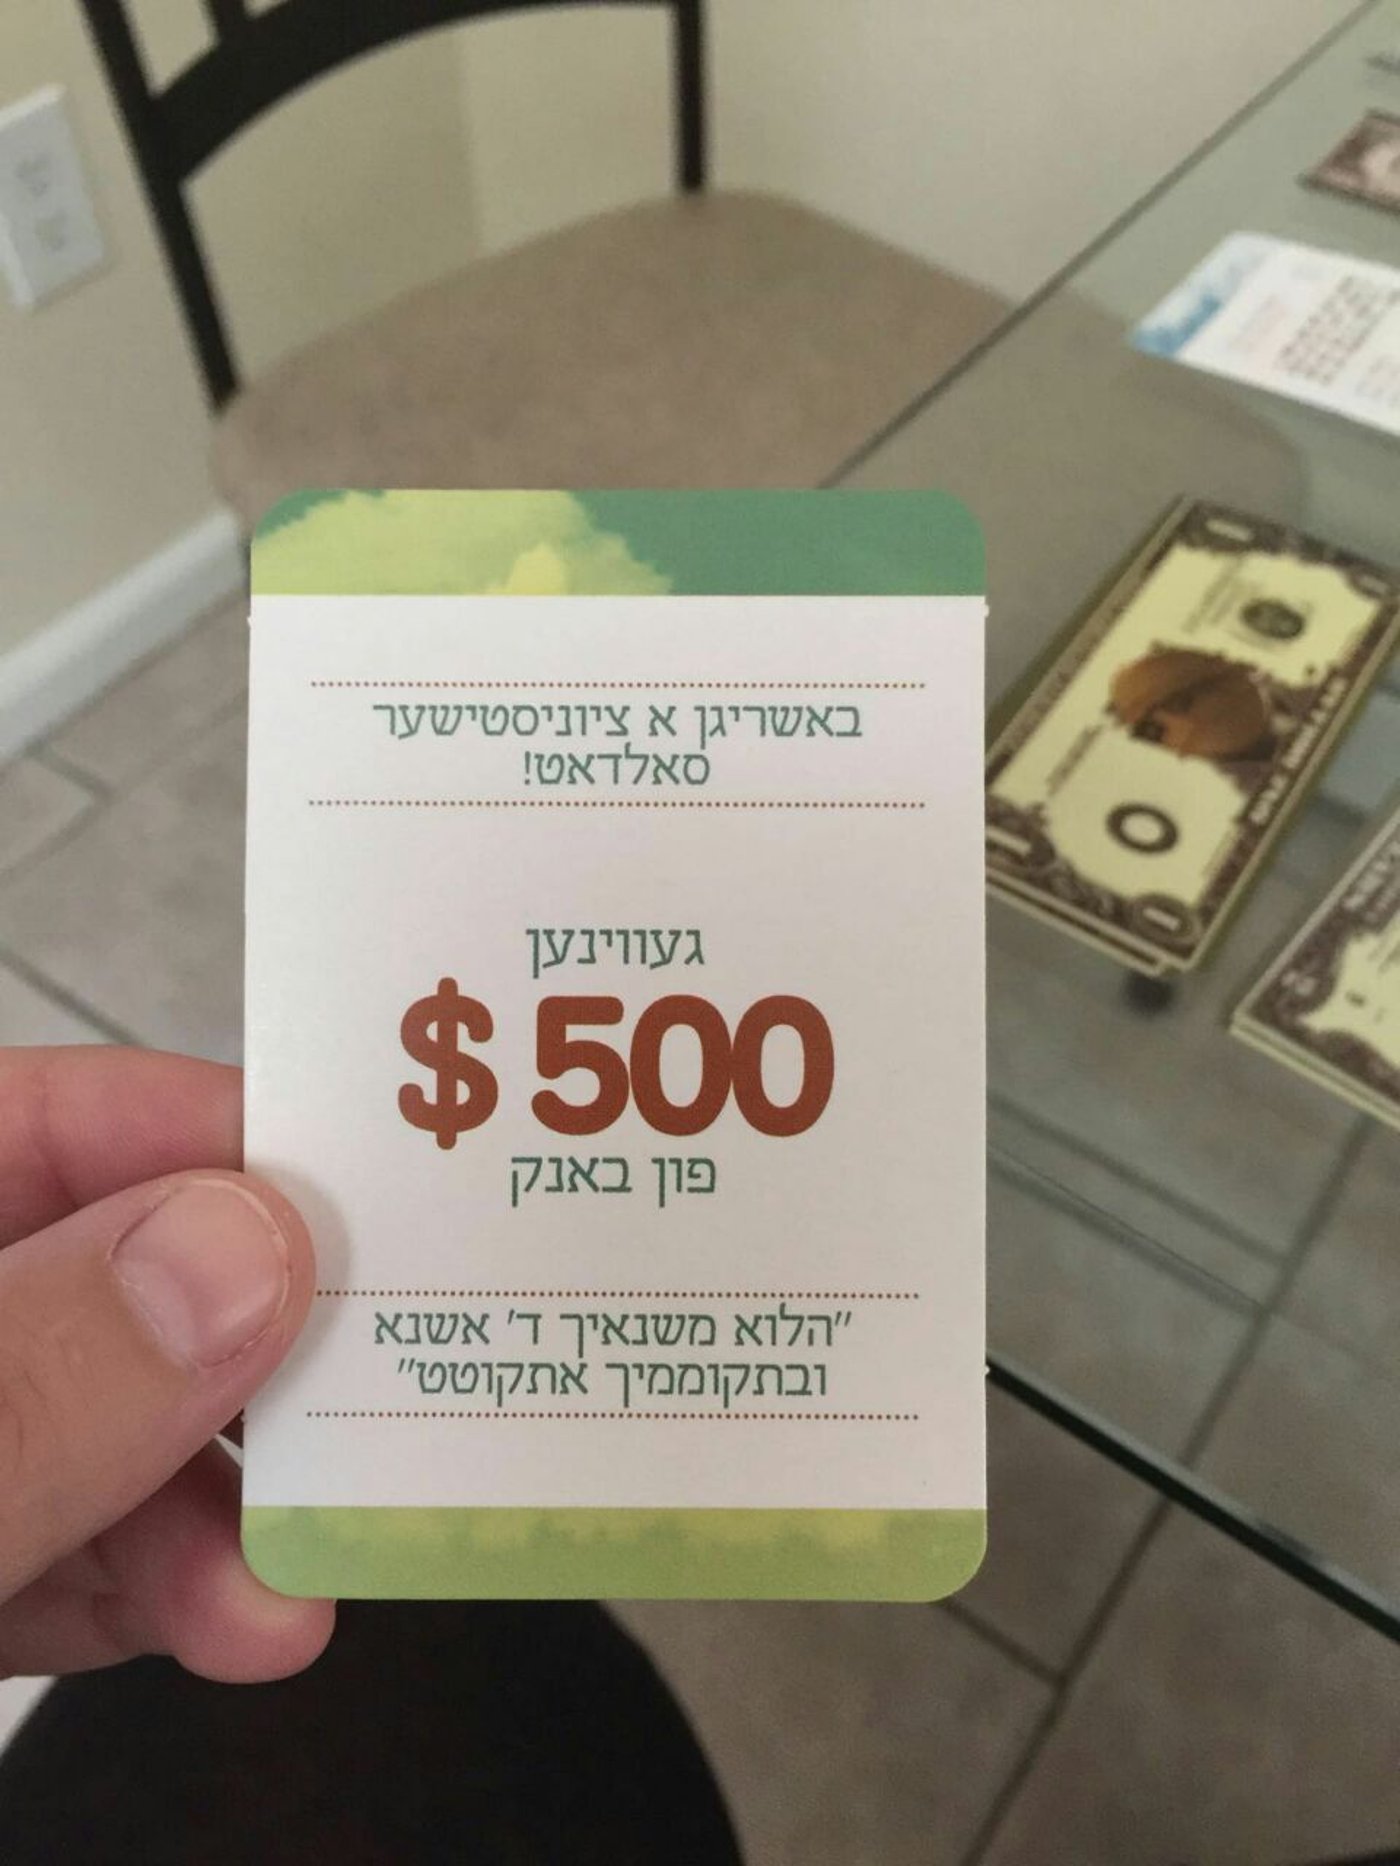 באשריגן א ציוניסטישער
סאלדאט!
געווינען
$500
פון באנק
"הלוא משנאיך ד' אשנא
ובתקוממיך אתקוטט"